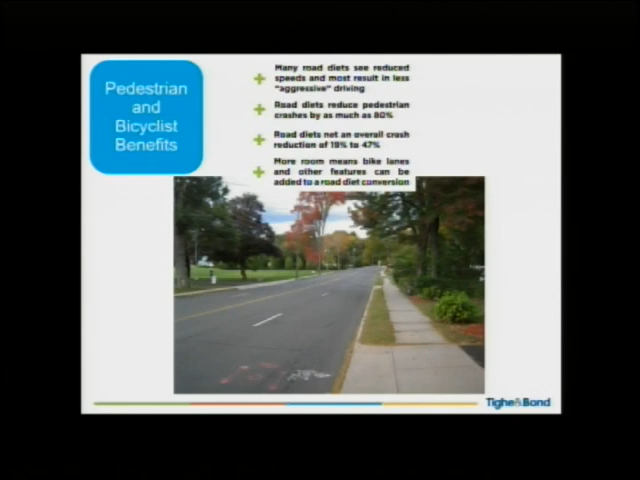 Pedestrian
and
Bicyclist
Benefits
Many road diets see reduced
speeds and most result in less
"aggressive" driving
Road diets reduce pedestrian
crashes by as much as 80%
Road diets net an overall crash
reduction of 19% to 47%
More room means bike lanes
and other features can be
added to a road diet conversion
Tighe&Bond